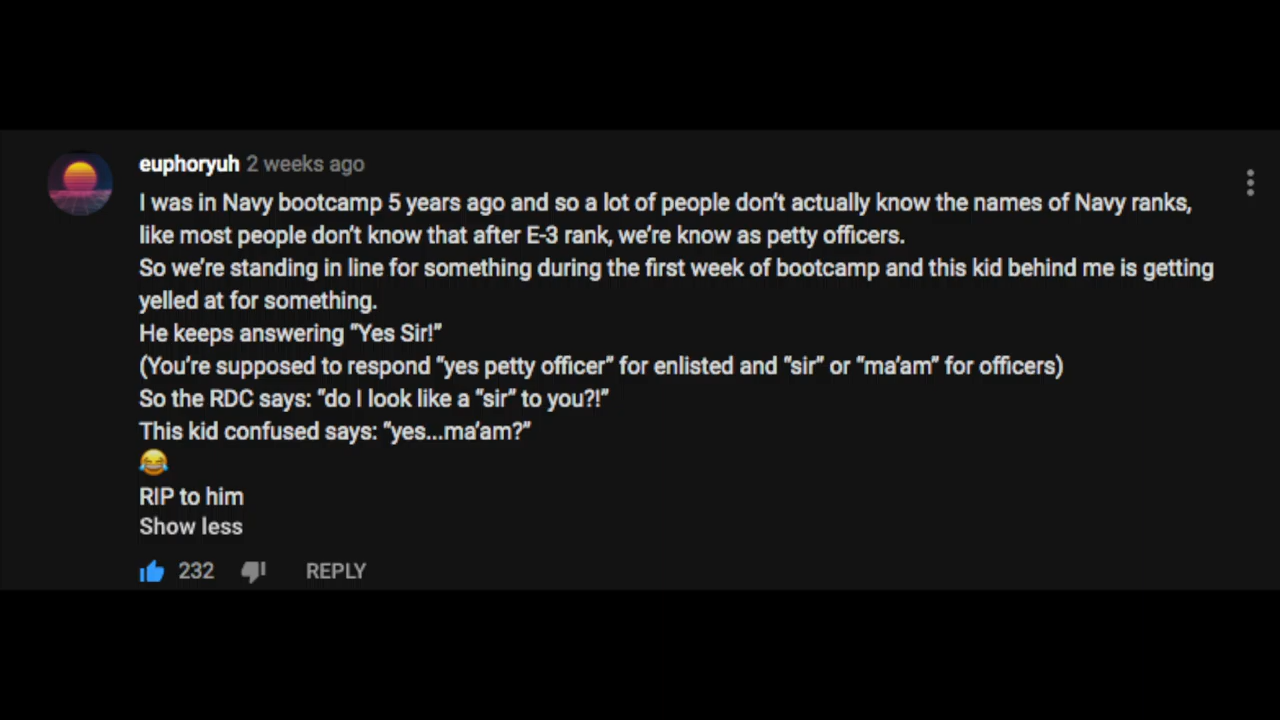 euphoryuh 2 weeks ago
I was in Navy bootcamp 5 years ago and so a lot of people don't actually know the names of Navy ranks,
like most people don't know that after E-3 rank, we're know as petty officers.
So we're standing in line for something during the first week of bootcamp and this kid behind me is getting
yelled at for something.
He keeps answering "Yes Sir!"
(You're supposed to respond "yes petty officer" for enlisted and "sir" or "ma'am" for officers)
So the RDC says: "do I look like a "sir" to you?!"
This kid confused says: "yes...ma'am?"
😂
RIP to him
Show less
232 REPLY